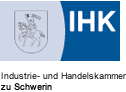 IHK
Industrie- und Handelskammer
zu Schwerin